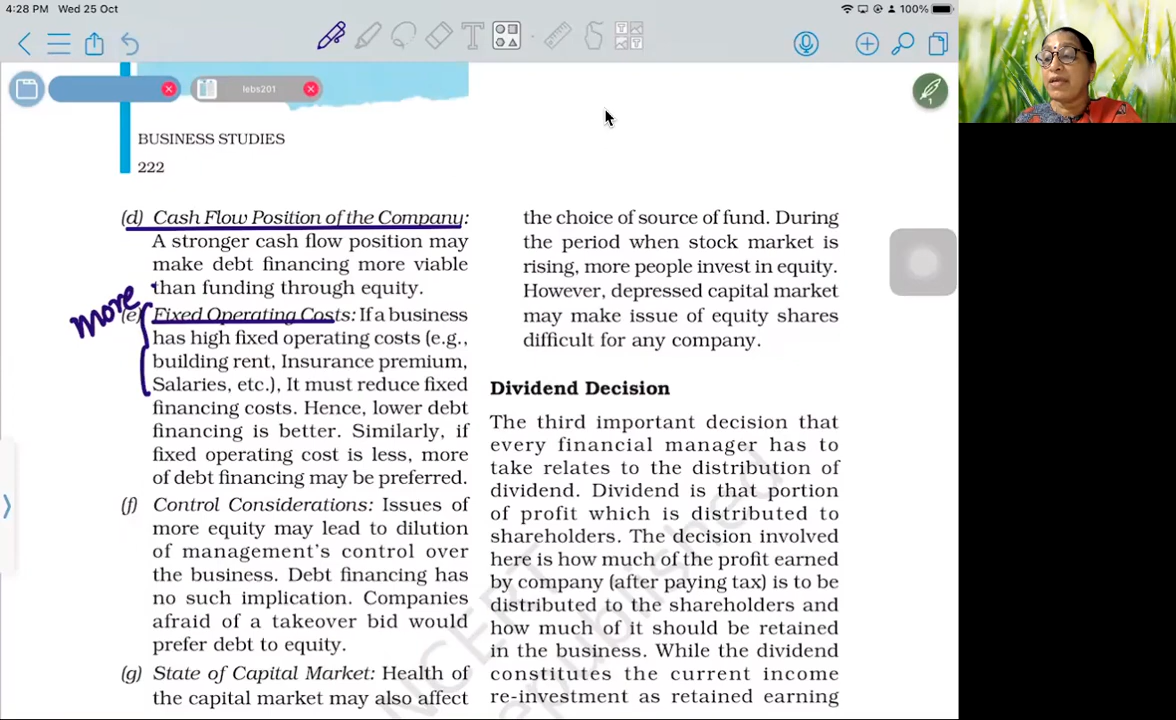 4:28 PM Wed 25 Oct
100%
lebs201
1
BUSINESS STUDIES
222
(d) Cash Flow Position of the Company:
A stronger cash flow position may
make debt financing more viable
than funding through equity.
more
(e) Fixed Operating Costs: If a business
has high fixed operating costs (e.g.,
building rent, Insurance premium,
Salaries, etc.), It must reduce fixed
financing costs. Hence, lower debt
financing is better. Similarly, if
fixed operating cost is less, more
of debt financing may be preferred.
(f) Control Considerations: Issues of
more equity may lead to dilution
of management's control over
the business. Debt financing has
no such implication. Companies
afraid of a takeover bid would
prefer debt to equity.
(g) State of Capital Market: Health of
the capital market may also affect
the choice of source of fund. During
the period when stock market is
rising, more people invest in equity.
However, depressed capital market
may make issue of equity shares
difficult for any company.
Dividend Decision
The third important decision that
every financial manager has to
take relates to the distribution of
dividend. Dividend is that portion
of profit which is distributed to
shareholders. The decision involved
here is how much of the profit earned
by company (after paying tax) is to be
distributed to the shareholders and
how much of it should be retained
in the business. While the dividend
constitutes the current income
re-investment as retained earning
NCERT
republished